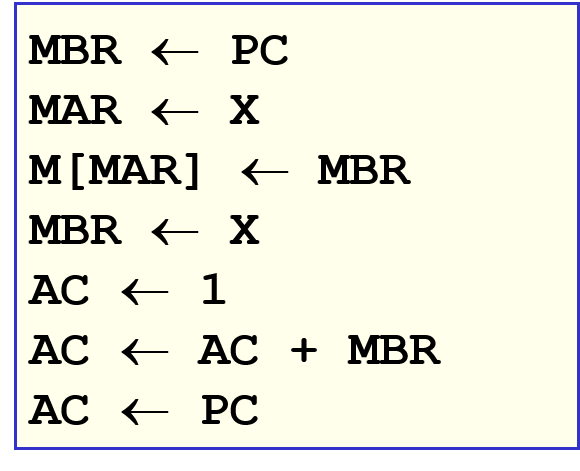 MBR ← PC
MAR ← X
M[MAR] ← MBR
MBR ← X
AC ← 1
AC ← AC + MBR
AC ← PC